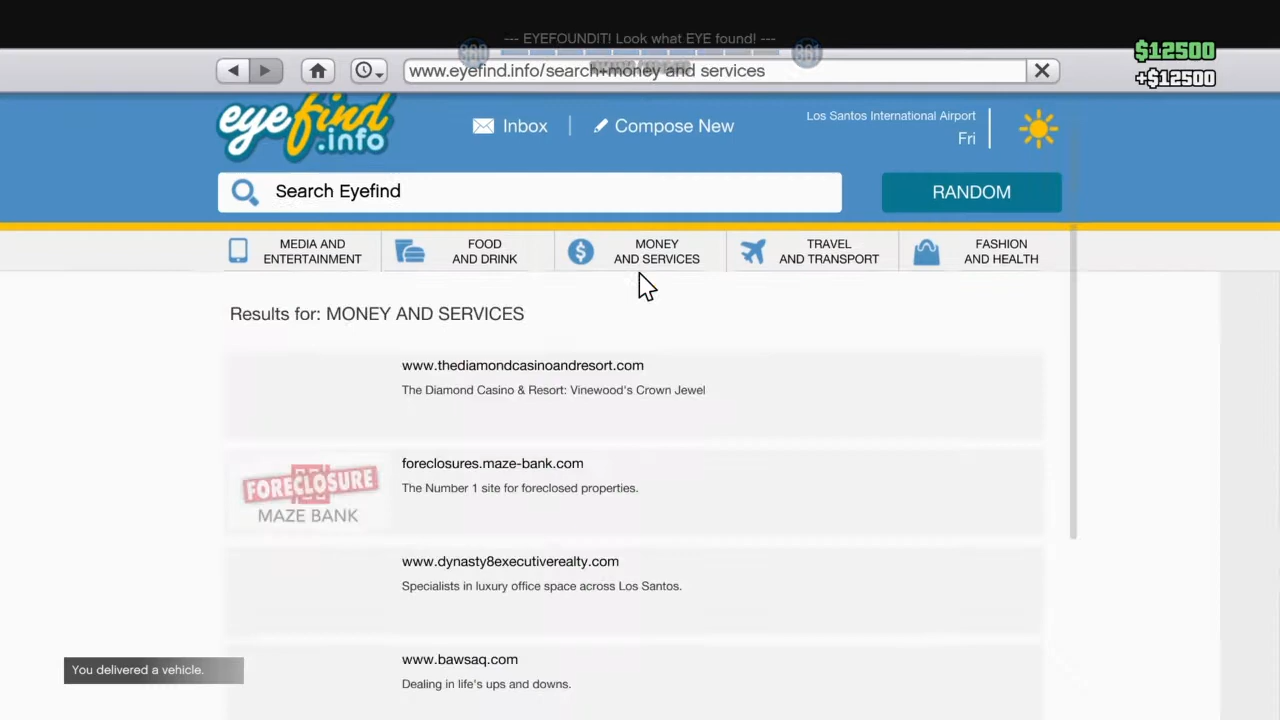 --- EYEFOUNDIT! Look what EYE found! ---
360
361
$12500
+$12500
www.eyefind.info/search+money and services
eyefind
.info
Inbox
Compose New
Los Santos International Airport
Fri
Search Eyefind
RANDOM
MEDIA AND
ENTERTAINMENT
FOOD
AND DRINK
MONEY
AND SERVICES
TRAVEL
AND TRANSPORT
FASHION
AND HEALTH
Results for: MONEY AND SERVICES
www.thediamondcasinoandresort.com
The Diamond Casino & Resort: Vinewood's Crown Jewel
FORECLOSURE
MAZE BANK
foreclosures.maze-bank.com
The Number 1 site for foreclosed properties.
www.dynasty8executiverealty.com
Specialists in luxury office space across Los Santos.
www.bawsaq.com
Dealing in life's ups and downs.
You delivered a vehicle.